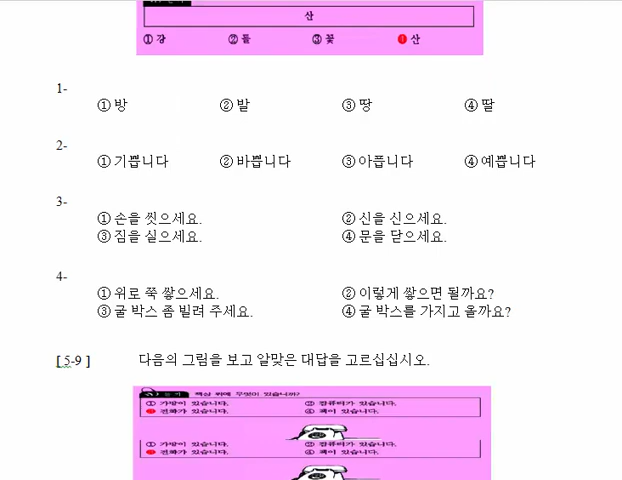 산
① 강 ② 들 ③ 꽃 산
1-
① 방 ② 발 ③ 땅 ④ 딸
2-
① 기쁩니다 ② 바쁩니다 ③ 아픕니다 ④ 예쁩니다
3-
① 손을 씻으세요. ② 신을 신으세요.
③ 짐을 실으세요. ④ 문을 닫으세요.
4-
① 위로 쭉 쌓으세요. ② 이렇게 쌓으면 될까요?
③ 굴 박스 좀 빌려 주세요. ④ 굴 박스를 가지고 올까요?
[ 5-9 ] 다음의 그림을 보고 알맞은 대답을 고르십십시오.
책상 위에 무엇이 있습니까?
① 가방이 있습니다. ② 컴퓨터가 있습니다.
전화가 있습니다. ④ 책이 있습니다.
① 가방이 있습니다. ② 컴퓨터가 있습니다.
전화가 있습니다. ④ 책이 있습니다.